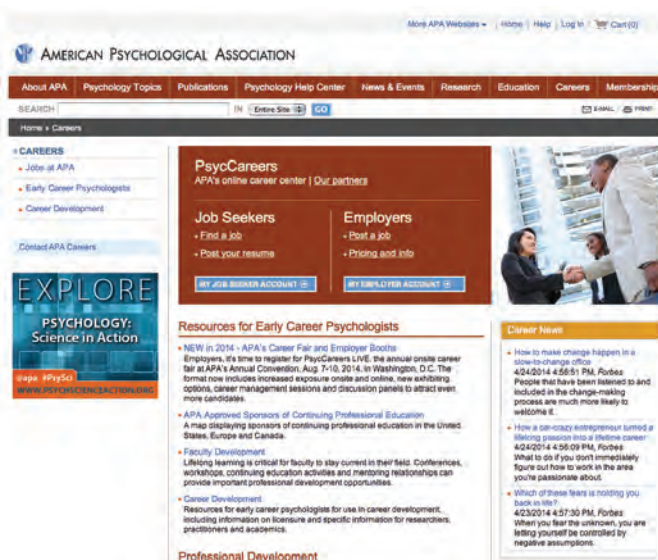 More APA Websites
Home
Help
Log In
Cart (0)
AMERICAN PSYCHOLOGICAL ASSOCIATION
About APA
Psychology Topics
Publications
Psychology Help Center
News & Events
Research
Education
Careers
Membership
SEARCH
IN
Entire Site
GO
E-MAIL
PRINT
Home » Careers
CAREERS
Jobs at APA
Early Career Psychologists
Career Development
Contact APA Careers
EXPLORE
PSYCHOLOGY:
Science in Action
@apa #PsySci
WWW.PSYCHSCIENCEACTION.ORG
PsycCareers
APA's online career center | Our partners
Job Seekers
• Find a job
• Post your resume
MY JOB SEEKER ACCOUNT
Employers
• Post a job
• Pricing and info
MY EMPLOYER ACCOUNT
Resources for Early Career Psychologists
• NEW in 2014 - APA's Career Fair and Employer Booths
Employers, it's time to register for PsycCareers LIVE, the annual onsite career
fair at APA's Annual Convention, Aug. 7-10, 2014, in Washington, D.C. The
format now includes increased exposure onsite and online, new exhibiting
options, career management sessions and discussion panels to attract even
more candidates.
• APA Approved Sponsors of Continuing Professional Education
A map displaying sponsors of continuing professional education in the United
States, Europe and Canada.
• Faculty Development
Lifelong learning is critical for faculty to stay current in their field. Conferences,
workshops, continuing education activities and mentoring relationships can
provide important professional development opportunities.
• Career Development
Resources for early career psychologists for use in career development,
including information on licensure and specific information for researchers,
practitioners and academics.
Professional Development
Career News
• How to make change happen in a
slow-to-change office
4/24/2014 4:56:51 PM, Forbes
People that have been listened to and
included in the change-making
process are much more likely to
welcome it.
• How a car-crazy entrepreneur turned a
lifelong passion into a lifetime career
4/24/2014 4:56:09 PM, Forbes
What to do if you don't immediately
figure out how to work in the area
you're passionate about.
• Which of these fears is holding you
back in life?
4/23/2014 4:57:30 PM, Forbes
When you fear the unknown, you are
letting yourself be controlled by
negative assumptions.